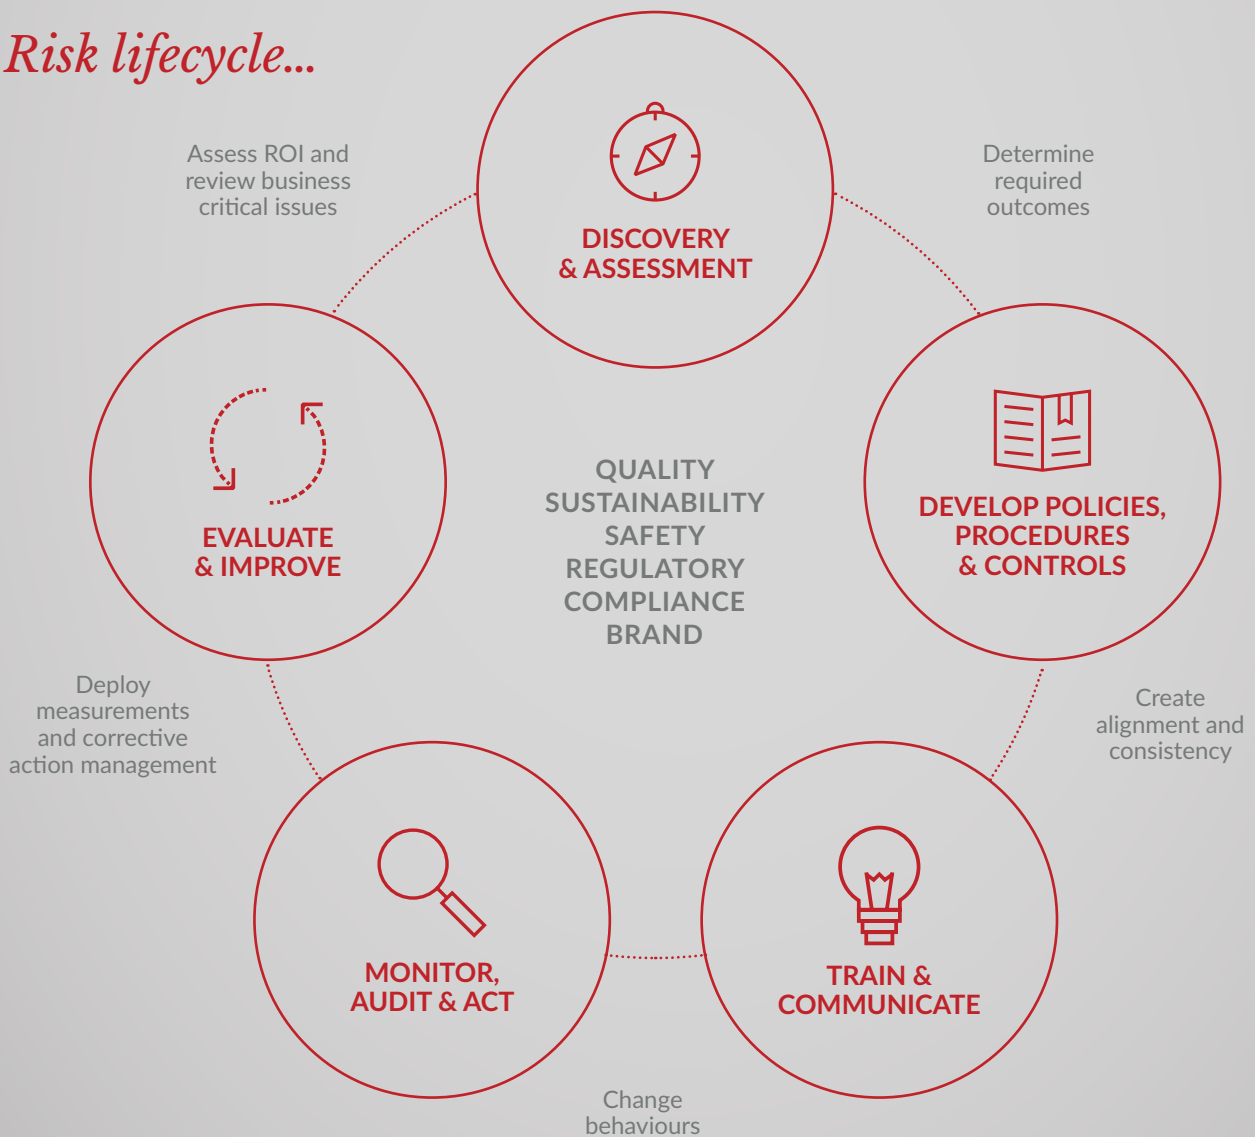 Risk lifecycle...
Assess ROI and
review business
critical issues
Determine
required
outcomes
DISCOVERY
& ASSESSMENT
EVALUATE
& IMPROVE
QUALITY
SUSTAINABILITY
SAFETY
REGULATORY
COMPLIANCE
BRAND
DEVELOP POLICIES,
PROCEDURES
& CONTROLS
Deploy
measurements
and corrective
action management
Create
alignment and
consistency
MONITOR,
AUDIT & ACT
TRAIN &
COMMUNICATE
Change
behaviours